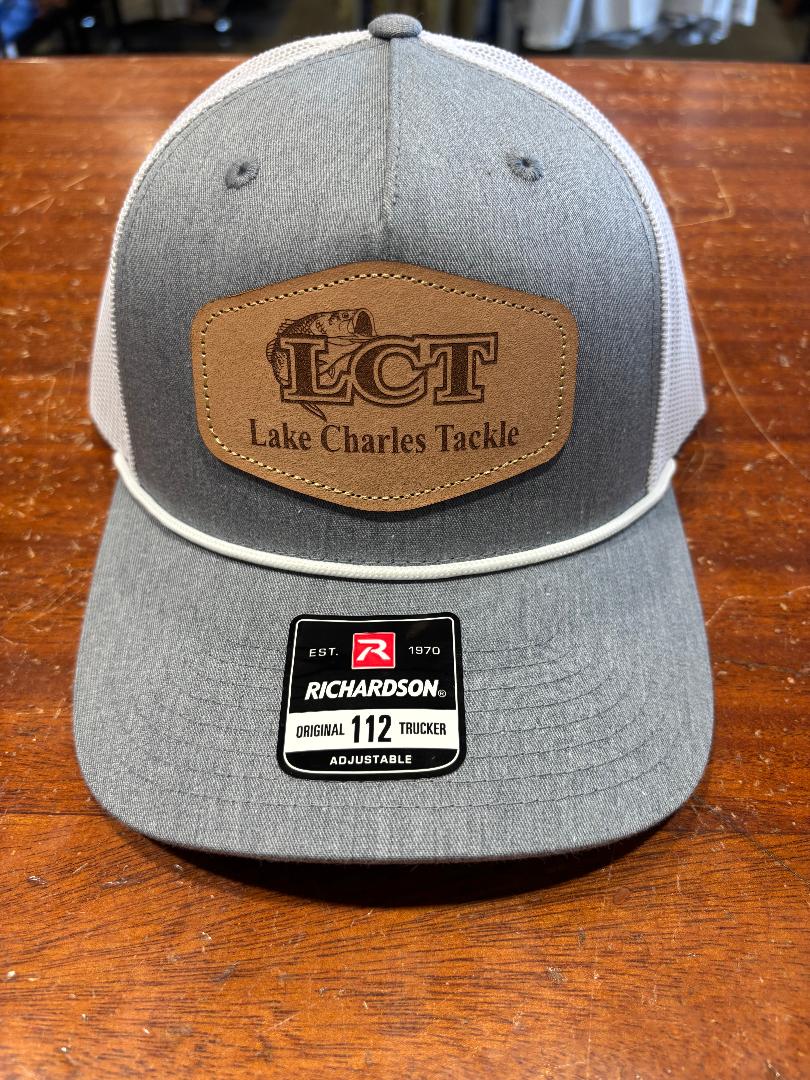 LCT
Lake Charles Tackle
EST. R 1970
RICHARDSON®
ORIGINAL 112 TRUCKER
ADJUSTABLE